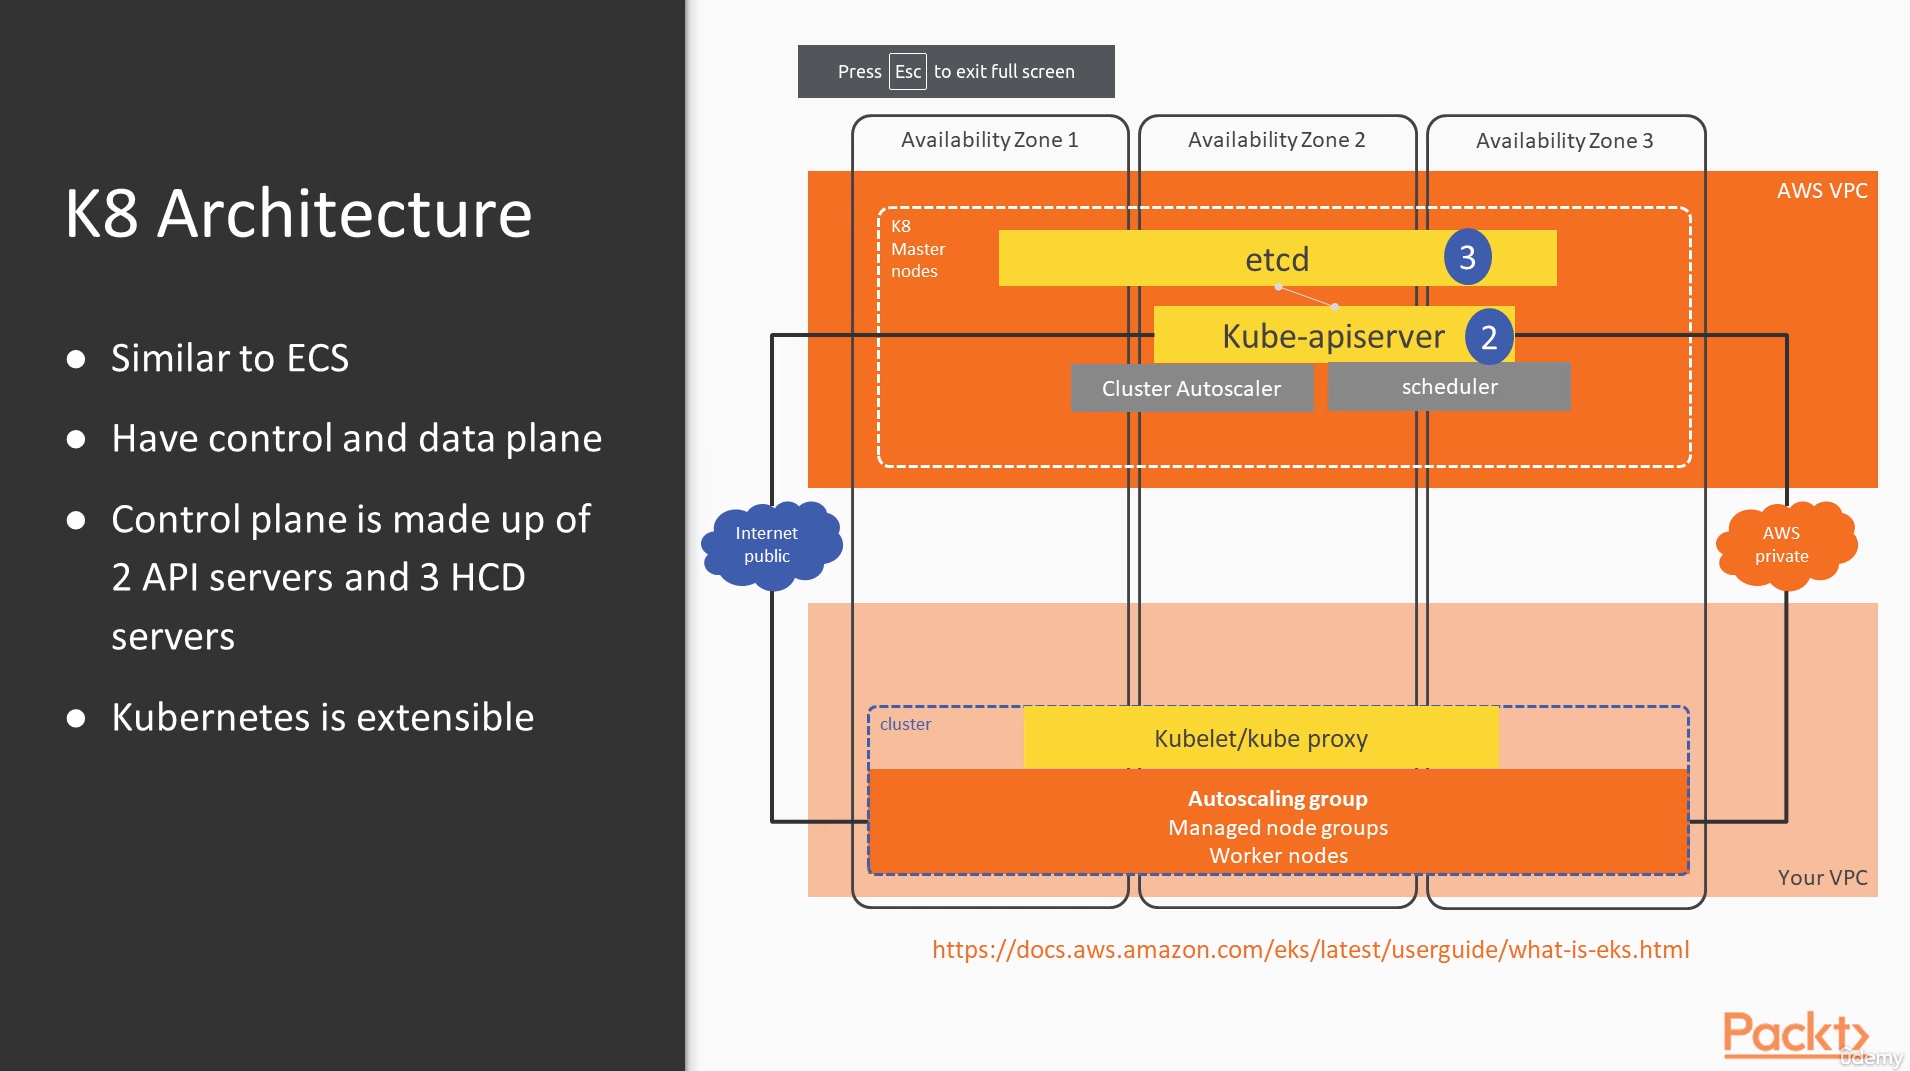 Press Esc to exit full screen
K8 Architecture
● Similar to ECS
● Have control and data plane
● Control plane is made up of
2 API servers and 3 HCD
servers
● Kubernetes is extensible
Availability Zone 1
Availability Zone 2
Availability Zone 3
AWS VPC
K8
Master
nodes
etcd
3
Kube-apiserver
2
Cluster Autoscaler
scheduler
Internet
public
AWS
private
cluster
Kubelet/kube proxy
Autoscaling group
Managed node groups
Worker nodes
Your VPC
https://docs.aws.amazon.com/eks/latest/userguide/what-is-eks.html
Packt>
ûdemy